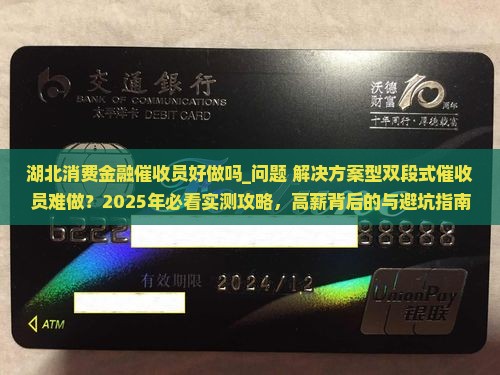 交通銀行
BANK OF COMMUNICATIONS
太平洋卡 DEBIT CARD
沃德
财富
10周年
十年同行·厚德载富
湖北消费金融催收员好做吗_问题 解决方案型双段式催收
员难做？2025年必看实测攻略，高薪背后的与避坑指南
6222 88888
有效期限 2024/12
ATM
UnionPay
银联